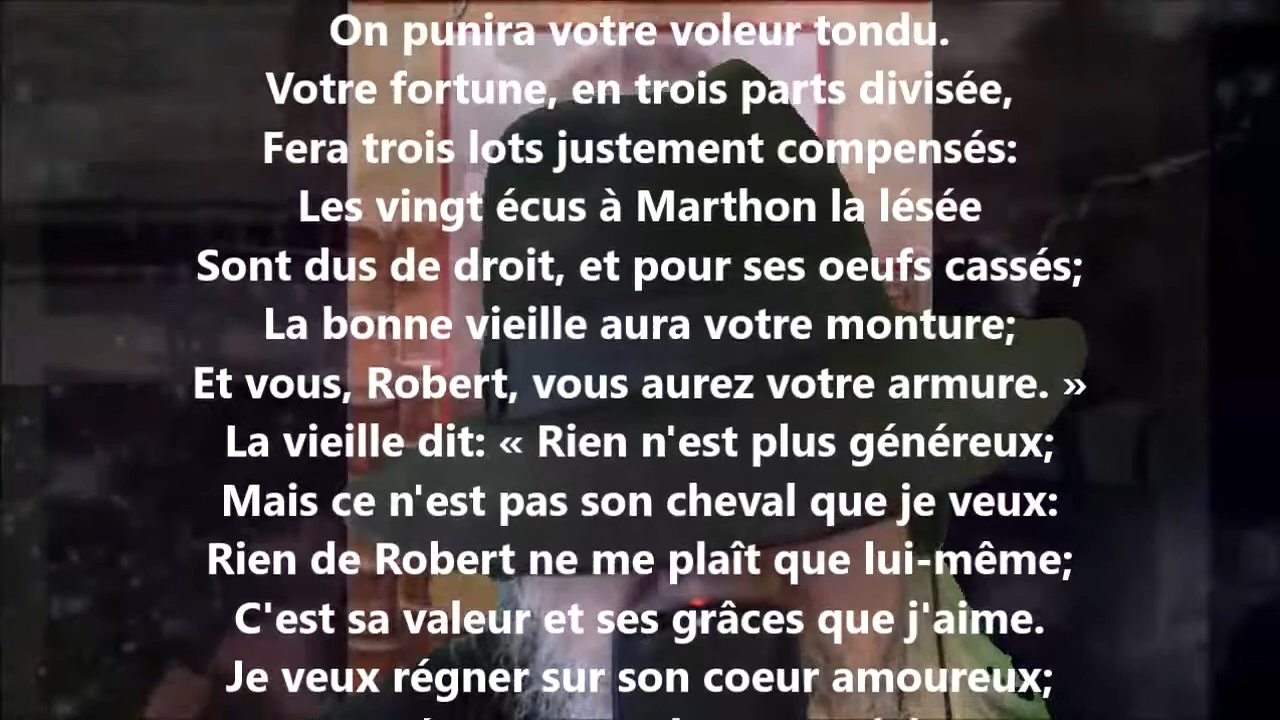 On punira votre voleur tondu.
Votre fortune, en trois parts divisée,
Fera trois lots justement compensés:
Les vingt écus à Marthon la lésée
Sont dus de droit, et pour ses oeufs cassés;
La bonne vieille aura votre monture;
Et vous, Robert, vous aurez votre armure. »
La vieille dit: « Rien n'est plus généreux;
Mais ce n'est pas son cheval que je veux:
Rien de Robert ne me plaît que lui-même;
C'est sa valeur et ses grâces que j'aime.
Je veux régner sur son coeur amoureux;